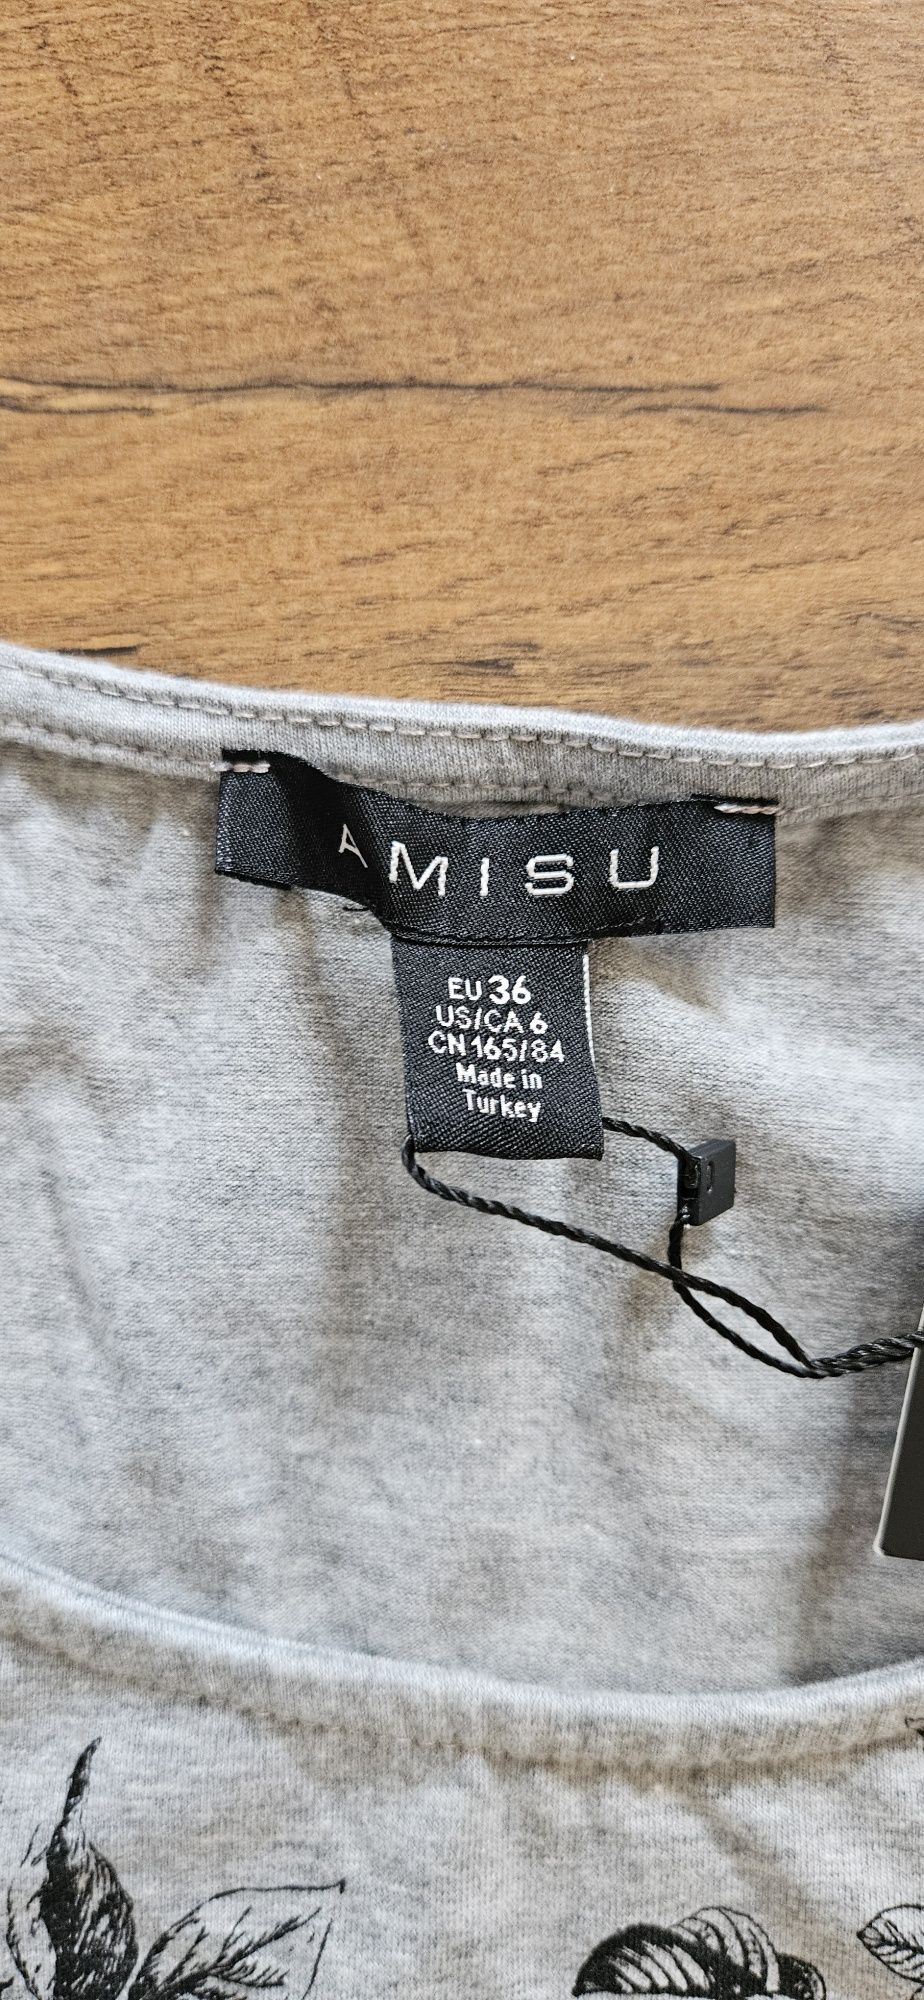 AMISU
EU 36
US/CA 6
CN 165/84
Made in
Turkey